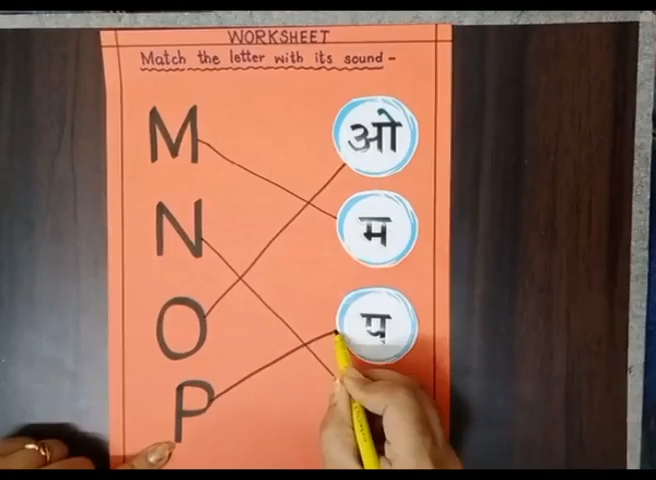 WORKSHEET
Match the letter with its sound -
M ओ
N म
O प
P